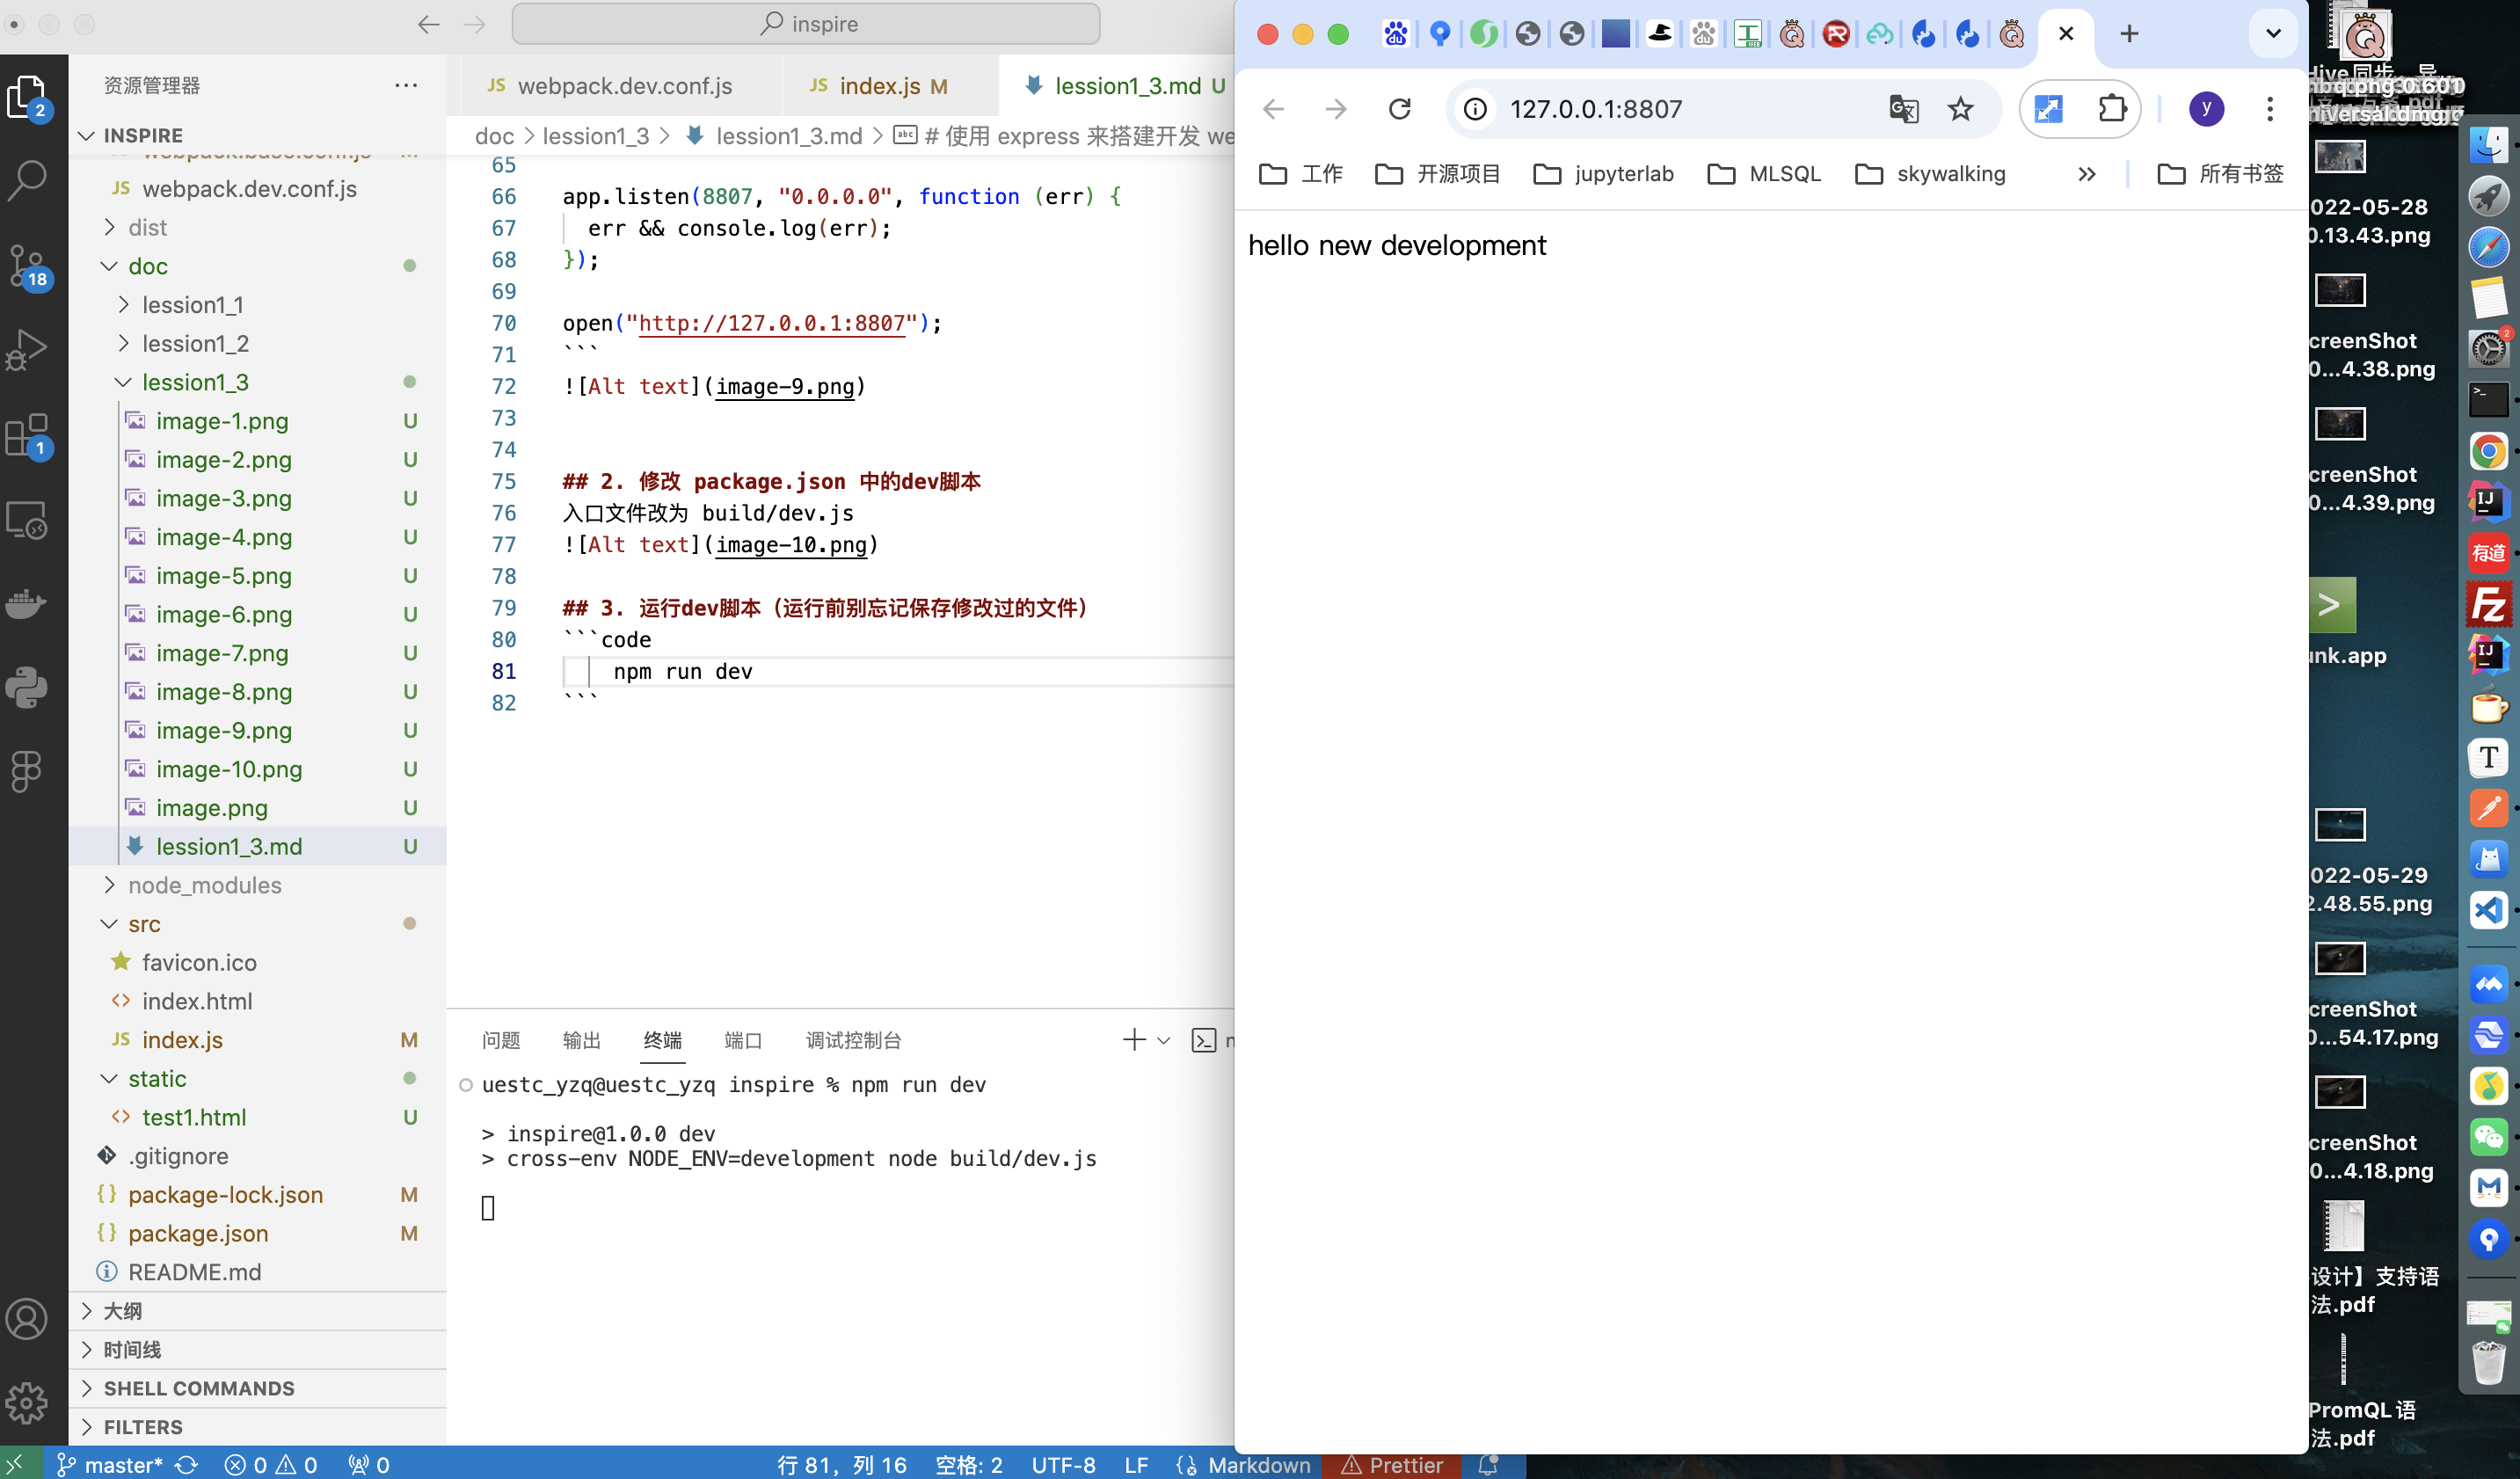 inspire
资源管理器
INSPIRE
webpack.base.conf.js
JS webpack.dev.conf.js
dist
doc
lession1_1
lession1_2
lession1_3
image-1.png U
image-2.png U
image-3.png U
image-4.png U
image-5.png U
image-6.png U
image-7.png U
image-8.png U
image-9.png U
image-10.png U
image.png U
lession1_3.md U
node_modules
src
favicon.ico
index.html
JS index.js M
static
test1.html U
.gitignore
package-lock.json M
package.json M
README.md
大纲
时间线
SHELL COMMANDS
FILTERS
2
18
1
JS webpack.dev.conf.js
JS index.js M
lession1_3.md U
doc > lession1_3 > lession1_3.md > # 使用 express 来搭建开发 we
65
66 app.listen(8807, "0.0.0.0", function (err) {
67 err && console.log(err);
68 });
69
70 open("http://127.0.0.1:8807");
71 ```
72 ![Alt text](image-9.png)
73
74
75 ## 2. 修改 package.json 中的dev脚本
76 入口文件改为 build/dev.js
77 ![Alt text](image-10.png)
78
79 ## 3. 运行dev脚本（运行前别忘记保存修改过的文件）
80 ```code
81 npm run dev
82 ```
问题 输出 终端 端口 调试控制台
uestc_yzq@uestc_yzq inspire % npm run dev
> inspire@1.0.0 dev
> cross-env NODE_ENV=development node build/dev.js
master* 0 0 0
行 81，列 16 空格: 2 UTF-8 LF {} Markdown Prettier
127.0.0.1:8807
y
工作 开源项目 jupyterlab MLSQL skywalking » 所有书签
hello new development
022-05-28
0.13.43.png
creenShot
0...4.38.png
creenShot
0...4.39.png
unk.app
022-05-29
2.48.55.png
creenShot
0...54.17.png
creenShot
0...4.18.png
设计】支持语
法.pdf
PromQL 语
法.pdf
2
IJ
有道
FZ
IJ
T